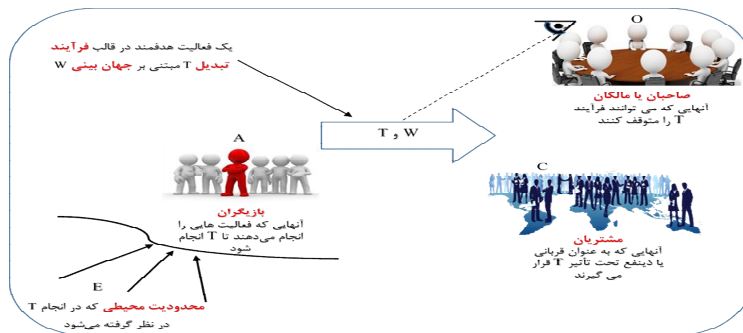 یک فعالیت هدفمند در قالب فرآیند
تبدیل T مبتنی بر جهان بینی W
O
صاحبان یا مالکان
آنهایی که می توانند فرآیند
T را متوقف کنند
W و T
A
بازیگران
آنهایی که فعالیت هایی را
انجام می‌دهند تا T انجام
شود
C
مشتریان
آنهایی که به عنوان قربانی
یا ذینفع تحت تأثیر T قرار
می گیرند
E
محدودیت محیطی که در انجام T
در نظر گرفته می‌شود